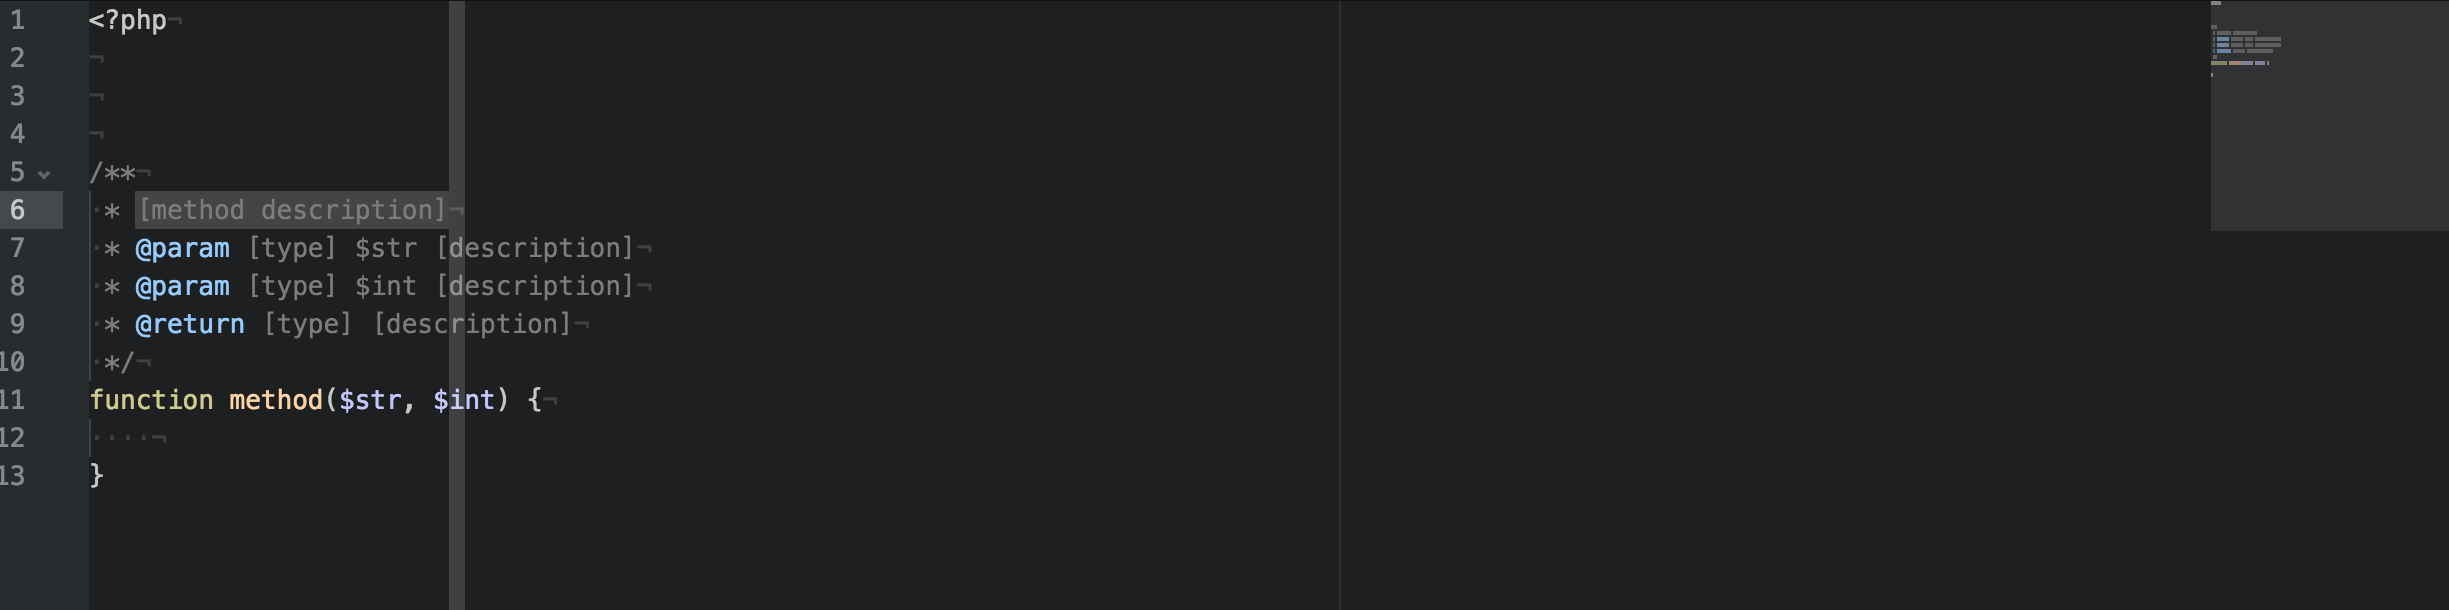 1 <?php¬
2 ¬
3 ¬
4 ¬
5 /**¬
6 ·* [method description]¬
7 ·* @param [type] $str [description]¬
8 ·* @param [type] $int [description]¬
9 ·* @return [type] [description]¬
10 ·*/¬
11 function method($str, $int) {¬
12 ····¬
13 }